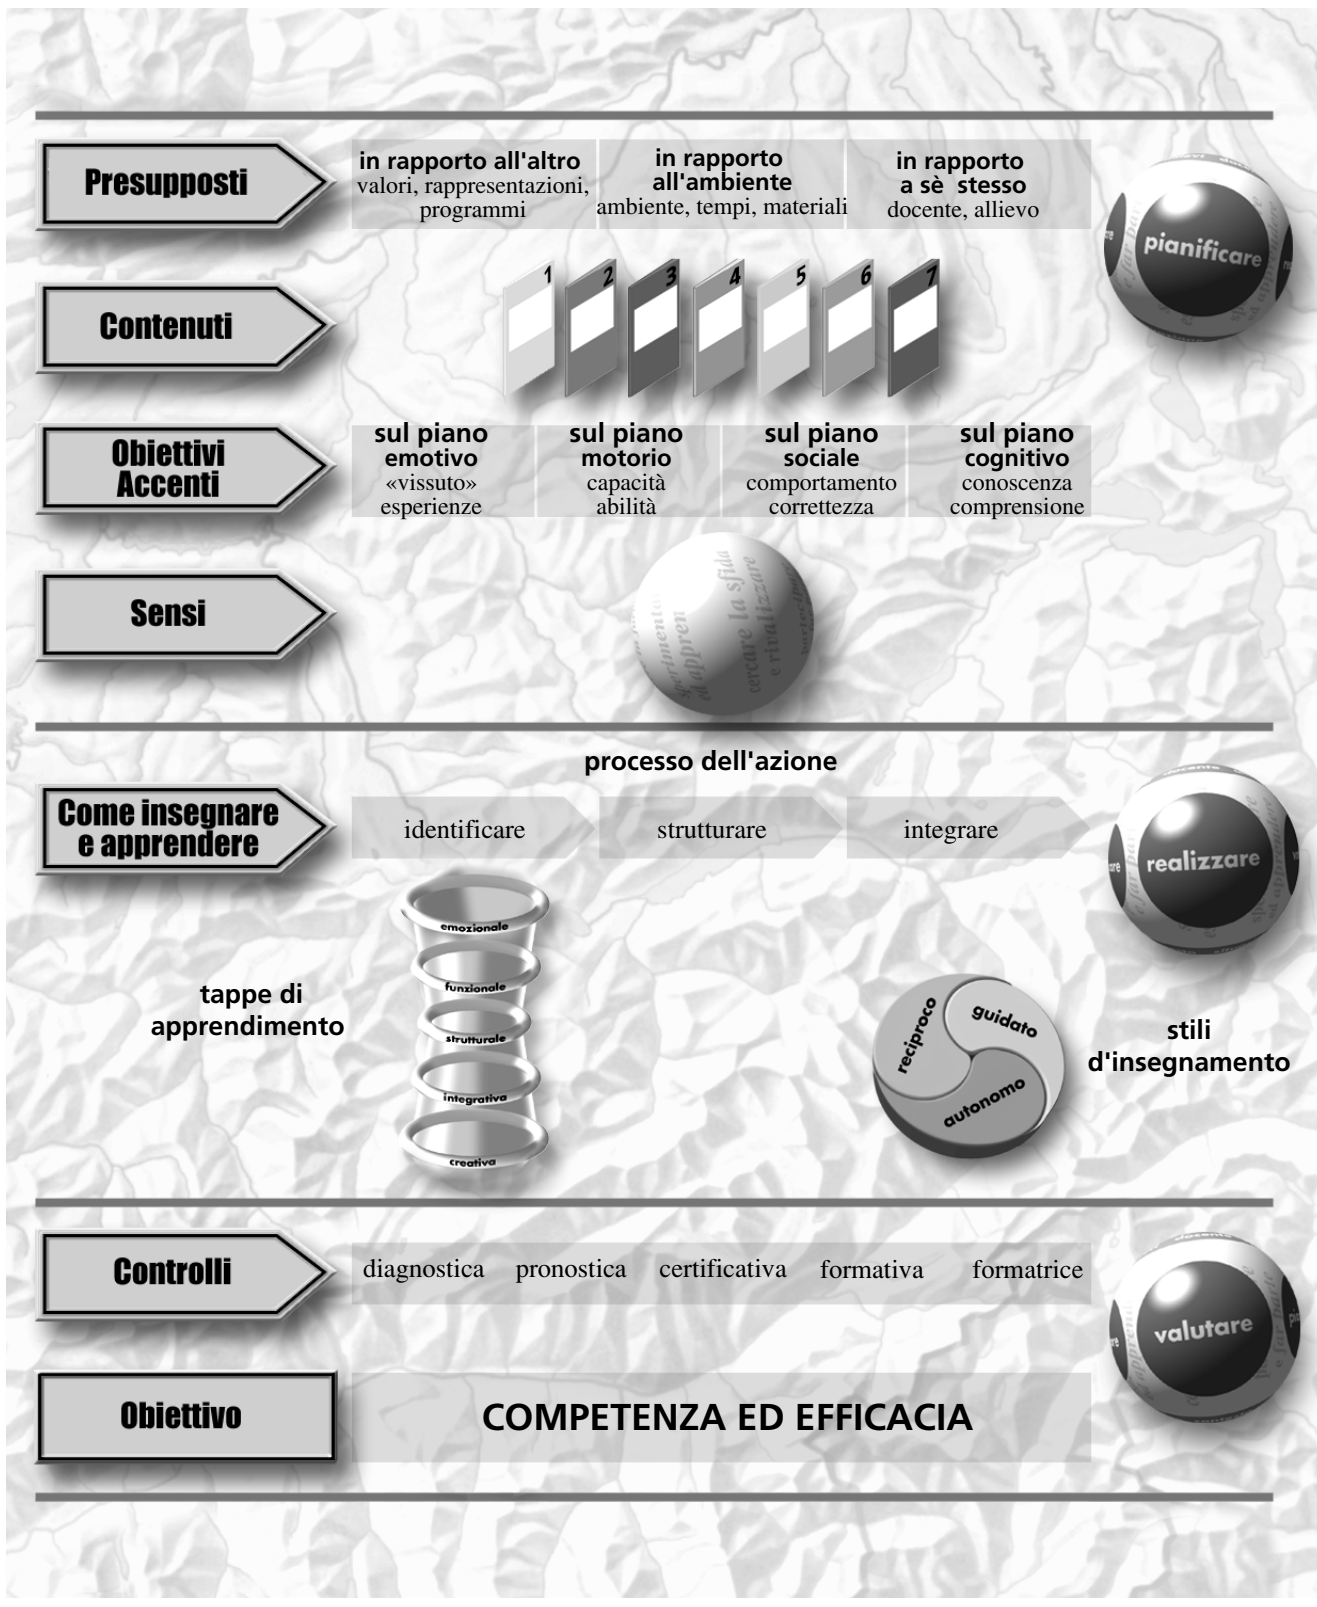 Presupposti
in rapporto all'altro
valori, rappresentazioni,
programmi
in rapporto
all'ambiente
ambiente, tempi, materiali
in rapporto
a sè stesso
docente, allievo
pianificare
Contenuti
1 2 3 4 5 6 7
Obiettivi
Accenti
sul piano
emotivo
«vissuto»
esperienze
sul piano
motorio
capacità
abilità
sul piano
sociale
comportamento
correttezza
sul piano
cognitivo
conoscenza
comprensione
Sensi
ed appren
cercare la sfida
e rivalizzare
processo dell'azione
Come insegnare
e apprendere
identificare
strutturare
integrare
realizzare
tappe di
apprendimento
emozionale
funzionale
strutturale
integrativa
creativa
reciproco
guidato
autonomo
stili
d'insegnamento
Controlli
diagnostica
pronostica
certificativa
formativa
formatrice
valutare
Obiettivo
COMPETENZA ED EFFICACIA